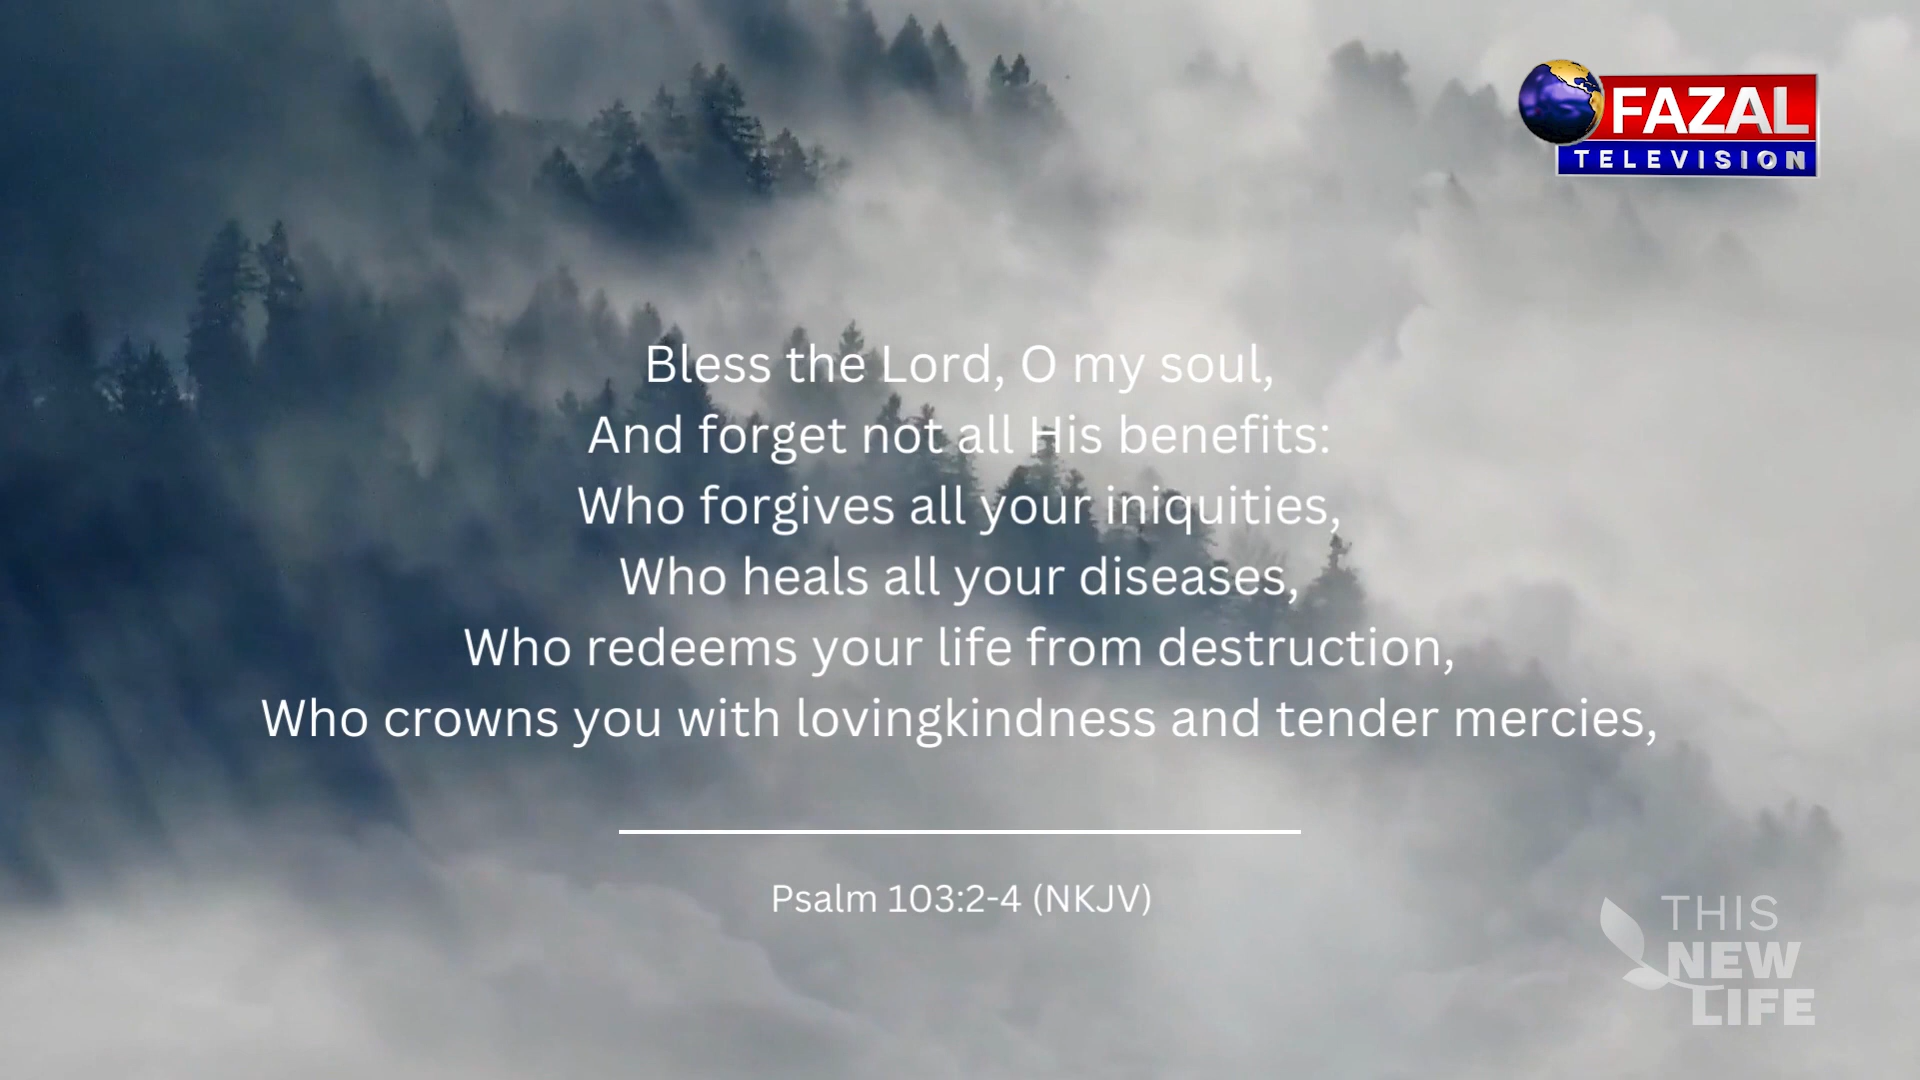 FAZAL
TELEVISION
Bless the Lord, O my soul,
And forget not all His benefits:
Who forgives all your iniquities,
Who heals all your diseases,
Who redeems your life from destruction,
Who crowns you with lovingkindness and tender mercies,
Psalm 103:2-4 (NKJV)
THIS
NEW
LIFE